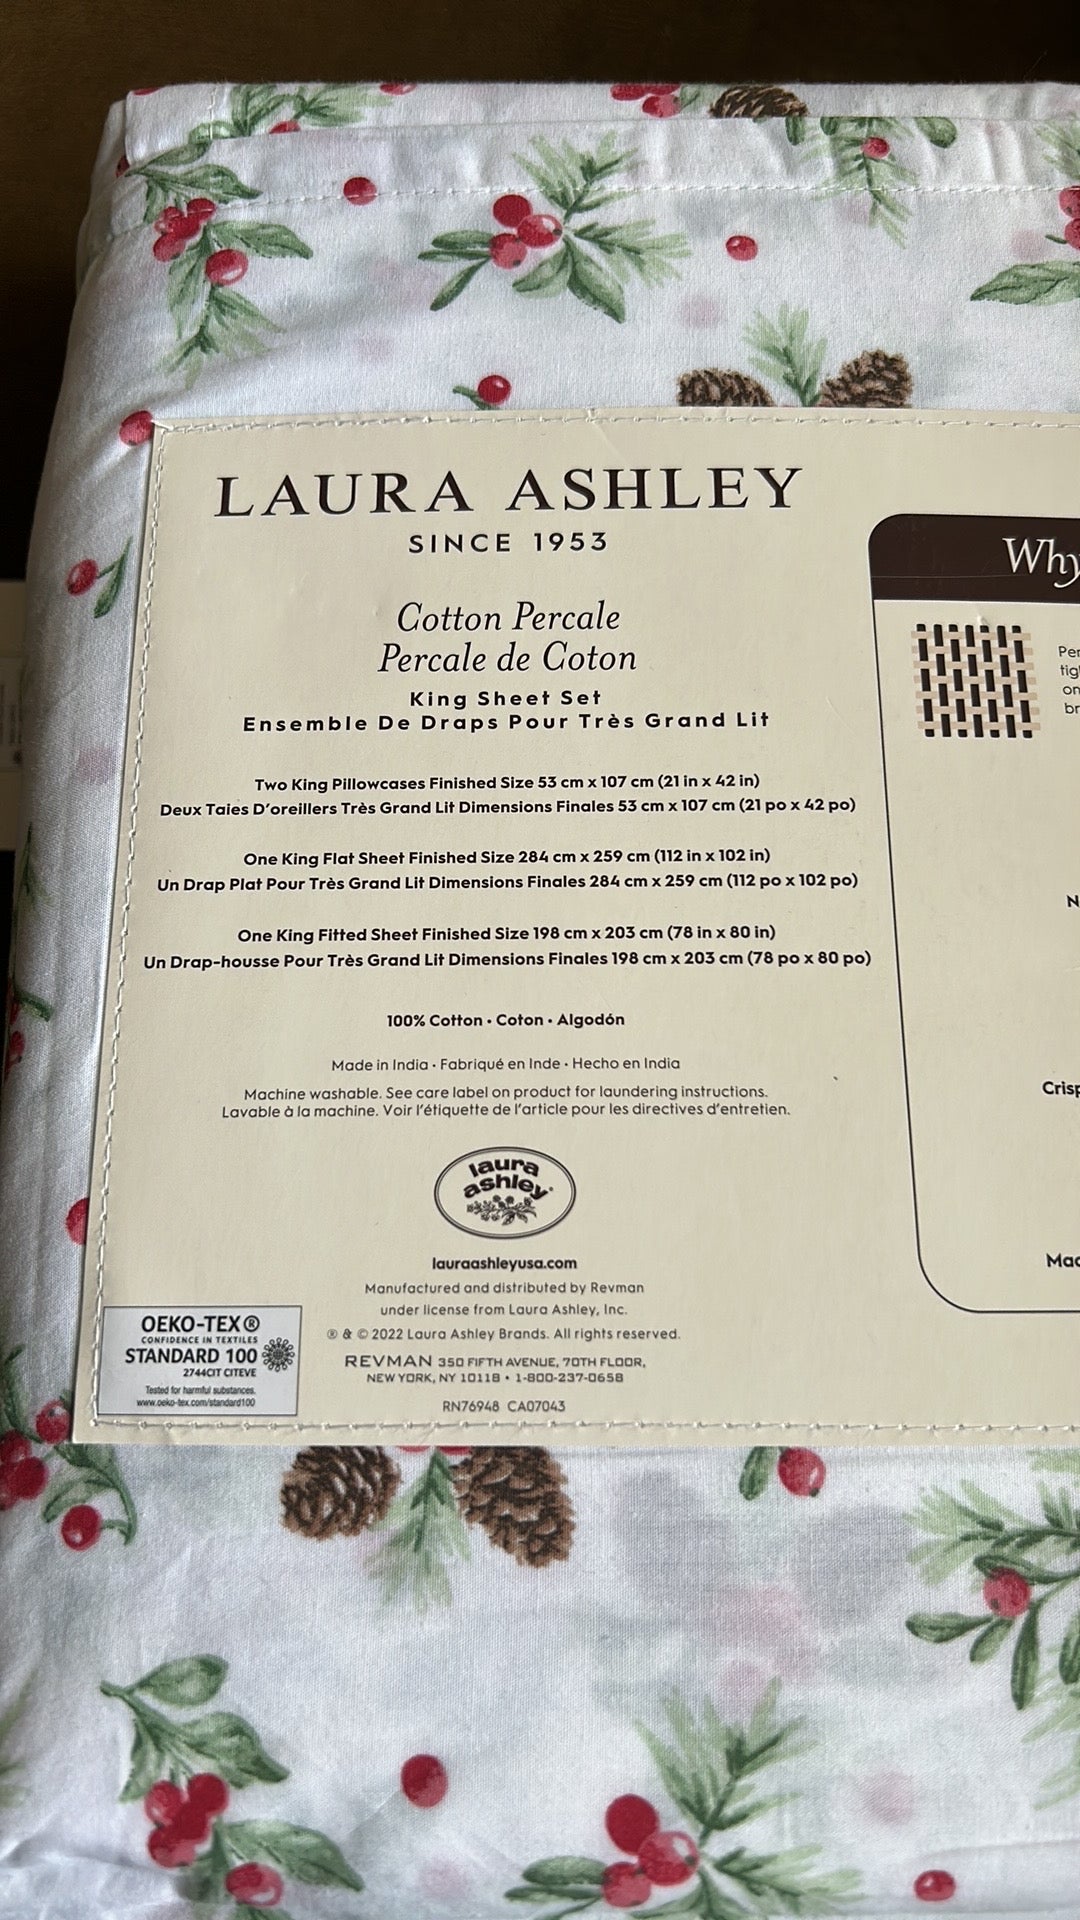 LAURA ASHLEY
SINCE 1953
Cotton Percale
Percale de Coton
King Sheet Set
Ensemble De Draps Pour Très Grand Lit
Two King Pillowcases Finished Size 53 cm x 107 cm (21 in x 42 in)
Deux Taies D'oreillers Très Grand Lit Dimensions Finales 53 cm x 107 cm (21 po x 42 po)
One King Flat Sheet Finished Size 284 cm x 259 cm (112 in x 102 in)
Un Drap Plat Pour Très Grand Lit Dimensions Finales 284 cm x 259 cm (112 po x 102 po)
One King Fitted Sheet Finished Size 198 cm x 203 cm (78 in x 80 in)
Un Drap-housse Pour Très Grand Lit Dimensions Finales 198 cm x 203 cm (78 po x 80 po)
100% Cotton • Coton • Algodón
Made in India • Fabriqué en Inde • Hecho en India
Machine washable. See care label on product for laundering instructions.
Lavable à la machine. Voir l'étiquette de l'article pour les directives d'entretien.
laura
ashley®
lauraashleyusa.com
Manufactured and distributed by Revman
under license from Laura Ashley, Inc.
® & © 2022 Laura Ashley Brands. All rights reserved.
REVMAN 350 FIFTH AVENUE, 70TH FLOOR,
NEW YORK, NY 10118 • 1-800-237-0658
RN76948 CA07043
OEKO-TEX®
CONFIDENCE IN TEXTILES
STANDARD 100
2744CIT CITEVE
Tested for harmful substances.
www.oeko-tex.com/standard100
Why